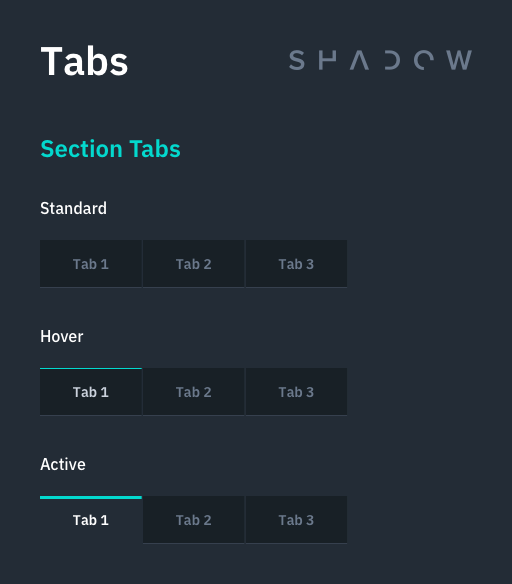 Tabs
SHADOW
Section Tabs
Standard
Tab 1 Tab 2 Tab 3
Hover
Tab 1 Tab 2 Tab 3
Active
Tab 1 Tab 2 Tab 3